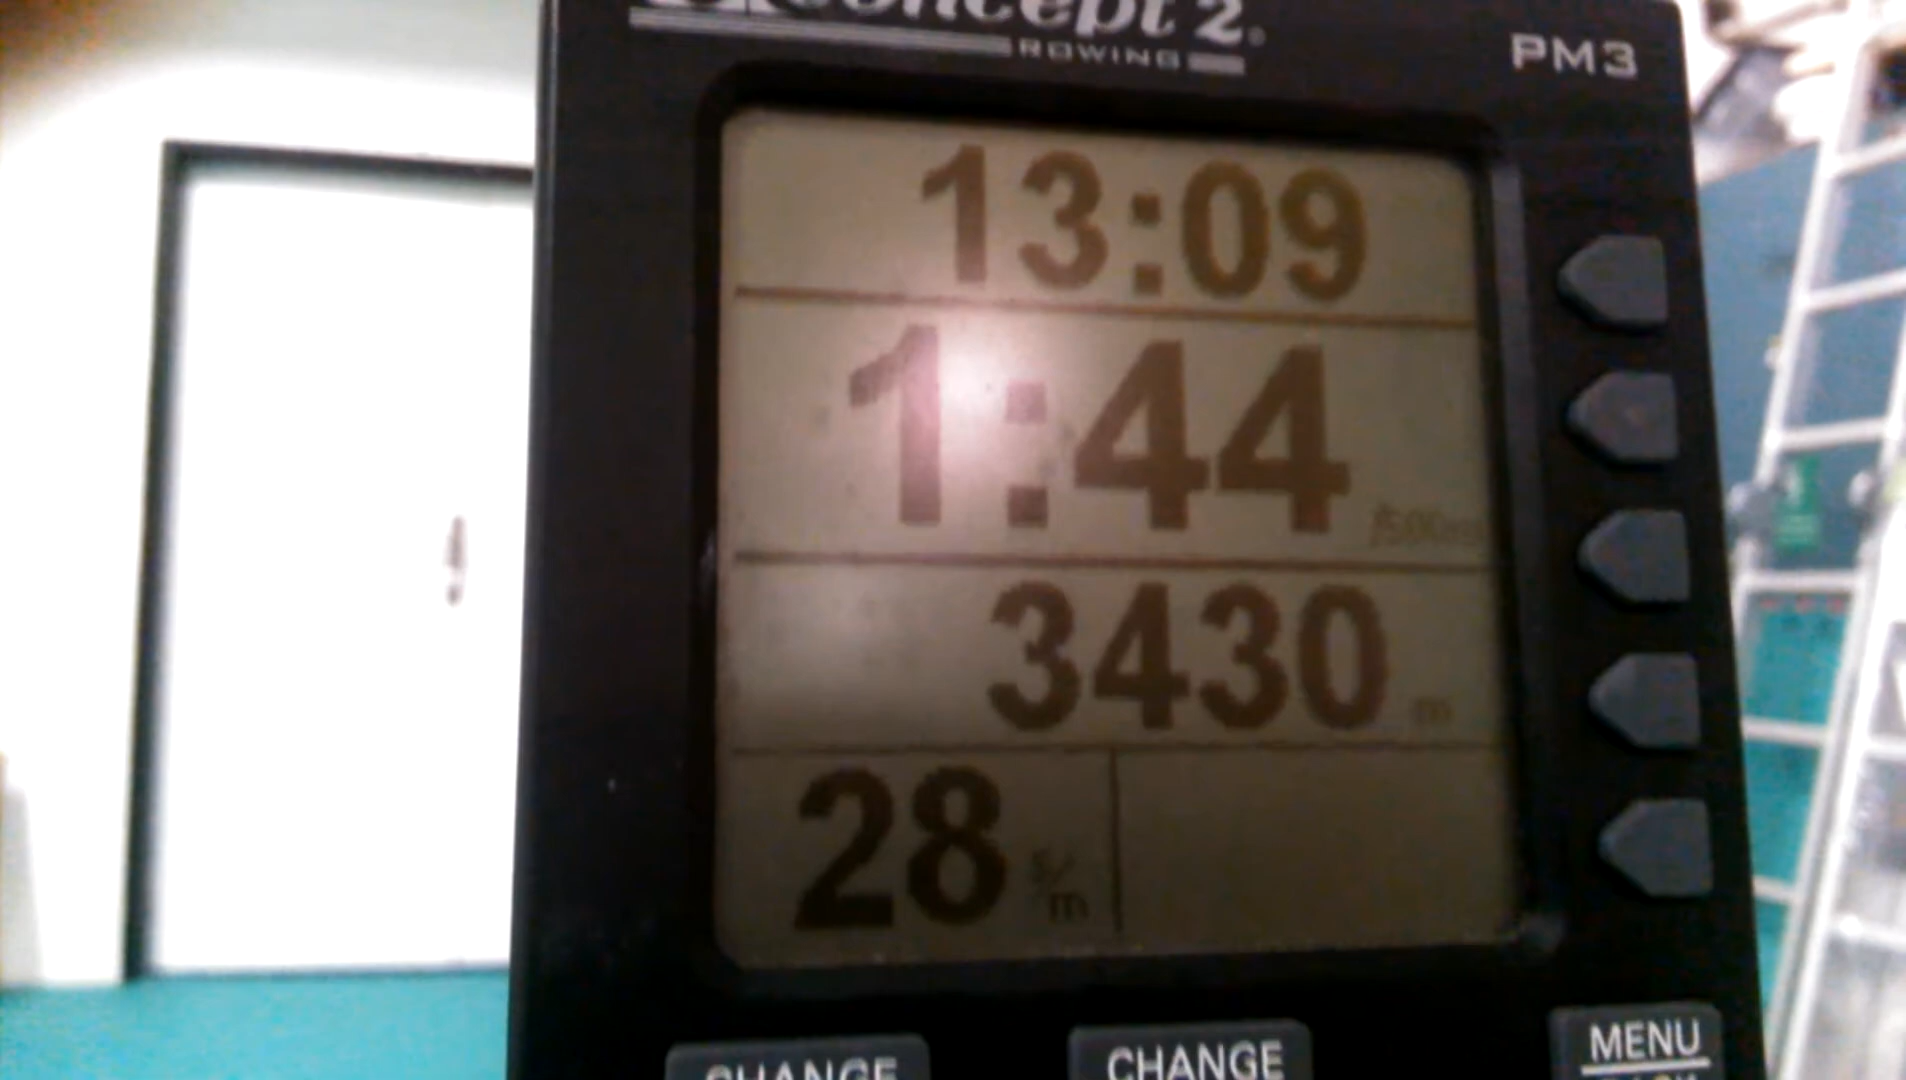 concept 2
ROWING
PM3
13:09
1:44
/500m
3430 m
28 s/m
CHANGE
CHANGE
MENU